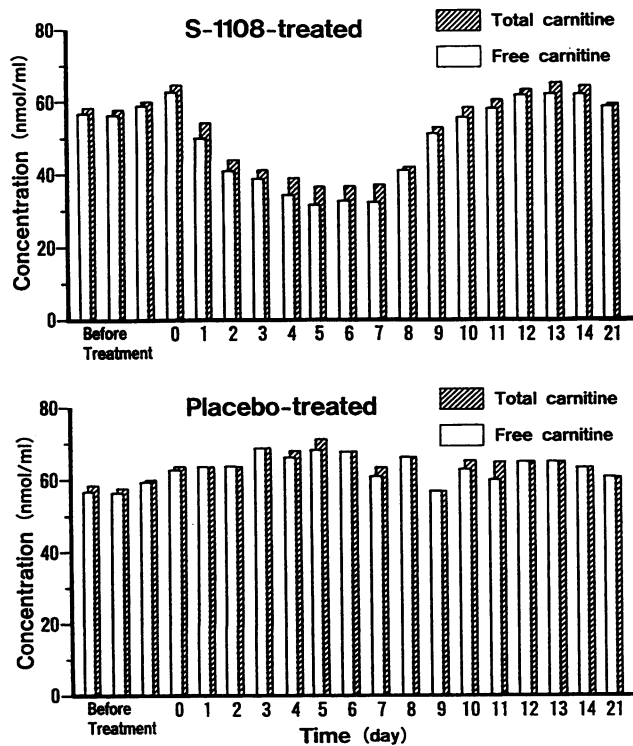 S-1108-treated
Total carnitine
Free carnitine
Concentration (nmol/ml)
80
60
40
20
0
Before
Treatment
0 1 2 3 4 5 6 7 8 9 10 11 12 13 14 21
Placebo-treated
Total carnitine
Free carnitine
Concentration (nmol/ml)
80
60
40
20
0
Before
Treatment
0 1 2 3 4 5 6 7 8 9 10 11 12 13 14 21
Time (day)